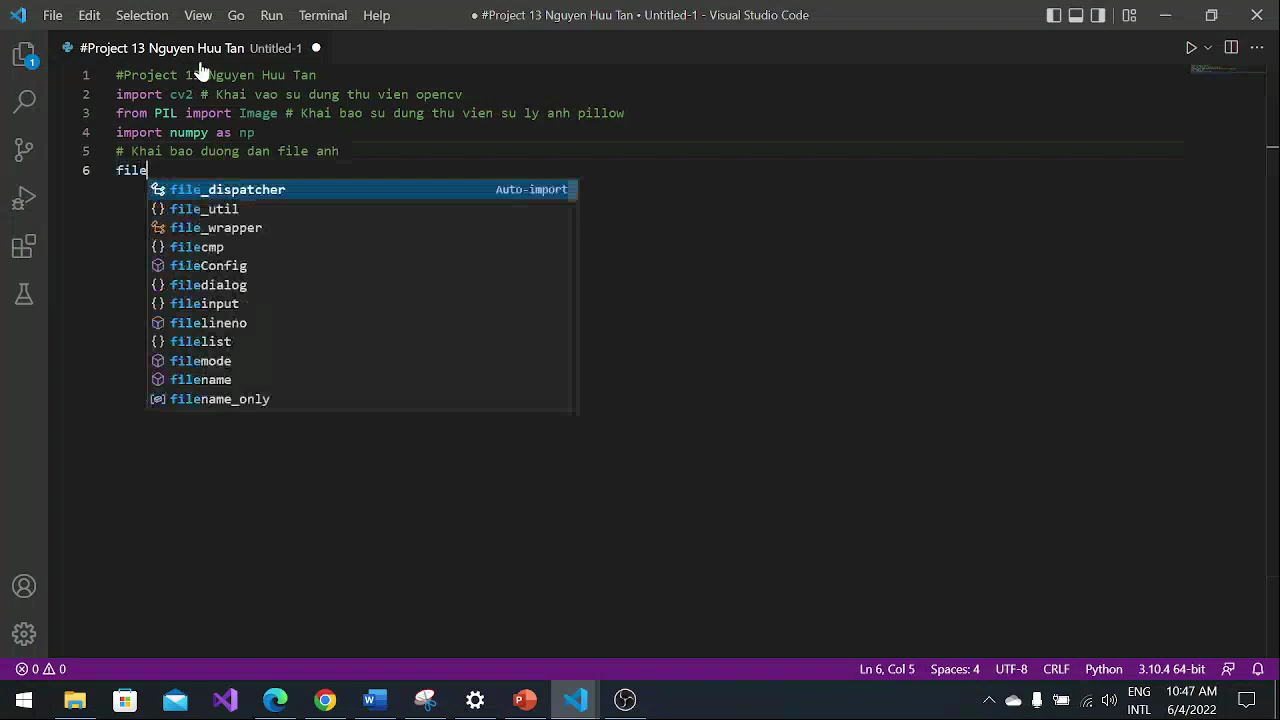 File Edit Selection View Go Run Terminal Help
● #Project 13 Nguyen Huu Tan • Untitled-1 - Visual Studio Code
#Project 13 Nguyen Huu Tan Untitled-1
1 #Project 13 Nguyen Huu Tan
2 import cv2 # Khai vao su dung thu vien opencv
3 from PIL import Image # Khai bao su dung thu vien su ly anh pillow
4 import numpy as np
5 # Khai bao duong dan file anh
6 file
file_dispatcher Auto-import
file_util
file_wrapper
filecmp
fileConfig
filedialog
fileinput
filelineno
filelist
filemode
filename
filename_only
1
0 0
Ln 6, Col 5 Spaces: 4 UTF-8 CRLF Python 3.10.4 64-bit
ENG
INTL
10:47 AM
6/4/2022